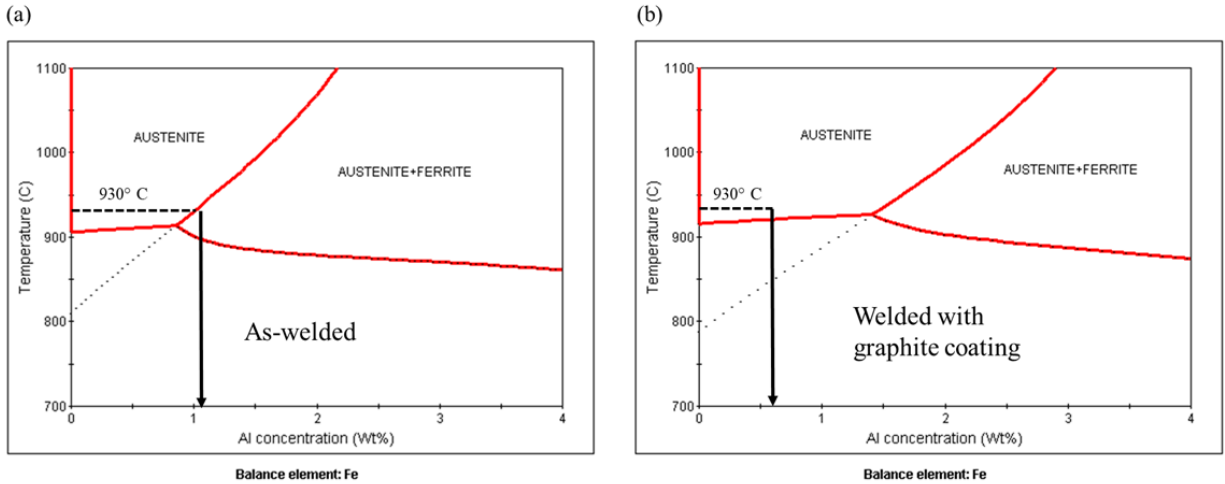 (a)
1100
1000
900
800
700
Temperature (C)
AUSTENITE
AUSTENITE+FERRITE
930° C
As-welded
0
1
2
3
4
Al concentration (Wt%)
Balance element: Fe
(b)
1100
1000
900
800
700
Temperature (C)
AUSTENITE
AUSTENITE+FERRITE
930° C
Welded with
graphite coating
0
1
2
3
4
Al concentration (Wt%)
Balance element: Fe